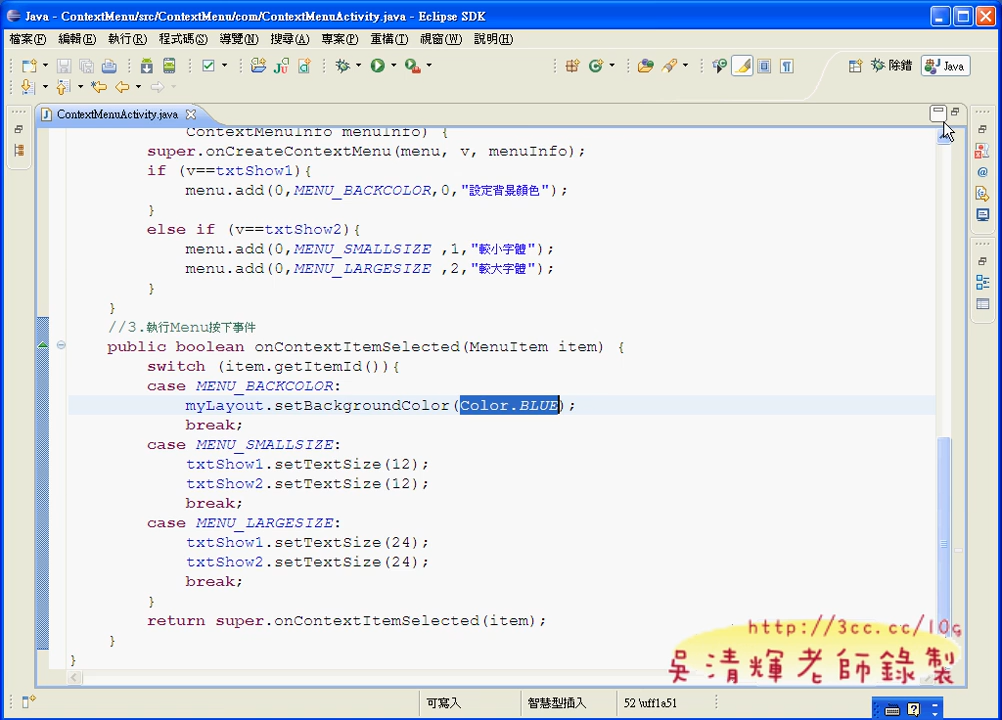 Java - ContextMenu/src/ContextMenu/com/ContextMenuActivity.java - Eclipse SDK
檔案(F) 編輯(E) 執行(R) 程式碼(S) 導覽(N) 搜尋(A) 專案(P) 重構(T) 視窗(W) 說明(H)
除錯 Java
ContextMenuActivity.java
ContextMenuInfo menuInfo) {
super.onCreateContextMenu(menu, v, menuInfo);
if (v==txtShow1){
menu.add(0,MENU_BACKCOLOR,0,"設定背景顏色");
}
else if (v==txtShow2){
menu.add(0,MENU_SMALLSIZE ,1,"較小字體");
menu.add(0,MENU_LARGESIZE ,2,"較大字體");
}
}
//3.執行Menu按下事件
public boolean onContextItemSelected(MenuItem item) {
switch (item.getItemId()){
case MENU_BACKCOLOR:
myLayout.setBackgroundColor(Color.BLUE);
break;
case MENU_SMALLSIZE:
txtShow1.setTextSize(12);
txtShow2.setTextSize(12);
break;
case MENU_LARGESIZE:
txtShow1.setTextSize(24);
txtShow2.setTextSize(24);
break;
}
return super.onContextItemSelected(item);
}
}
http://3cc.cc/10g
吳清輝老師錄製
可寫入 智慧型插入 52 \uff1a51